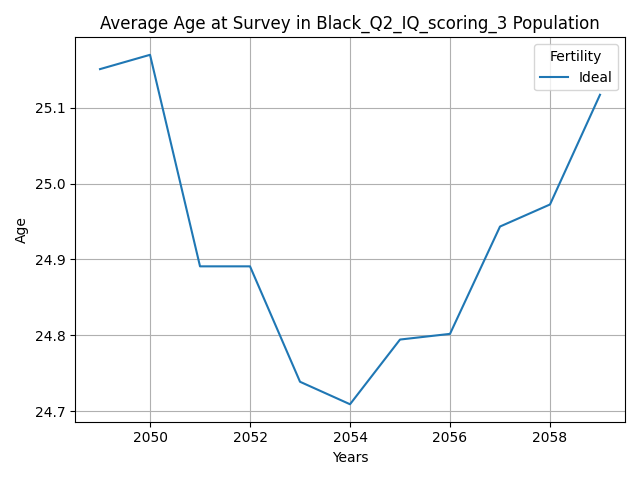 Average Age at Survey in Black_Q2_IQ_scoring_3 Population
Fertility
Ideal
25.1
25.0
24.9
24.8
24.7
Age
2050 2052 2054 2056 2058
Years